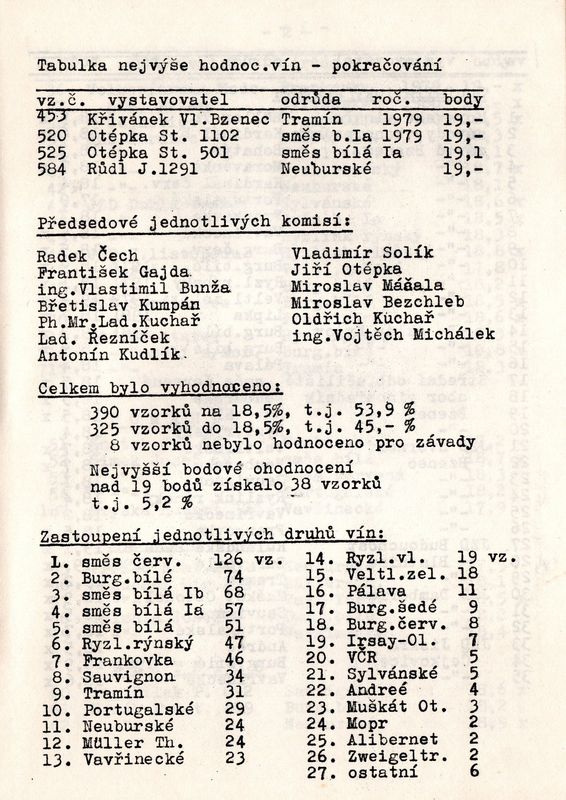 Tabulka nejvýše hodnoc.vín - pokračování
vz.č. vystavovatel odrůda roč. body
453 Křivánek Vl.Bzenec Tramín 1979 19,-
520 Otépka St. 1102 směs b.Ia 1979 19,-
525 Otépka St. 501 směs bílá Ia 19,1
584 Růdl J.1291 Neuburské 19,-
Předsedové jednotlivých komisí:
Radek Čech Vladimír Solík
František Gajda Jiří Otépka
ing.Vlastimil Bunža Miroslav Máňala
Břetislav Kumpán Miroslav Bezchleb
Ph.Mr.Lad.Kuchař Oldřich Kuchař
Lad. Řezníček ing.Vojtěch Michálek
Antonín Kudlík
Celkem bylo vyhodnoceno:
390 vzorků na 18,5%, t.j. 53,9 %
325 vzorků do 18,5%, t.j. 45,- %
8 vzorků nebylo hodnoceno pro závady
Nejvyšší bodové ohodnocení
nad 19 bodů získalo 38 vzorků
t.j. 5,2 %
Zastoupení jednotlivých druhů vín:
1. směs červ. 126 vz. 14. Ryzl.vl. 19 vz.
2. Burg.bílé 74 15. Veltl.zel. 18
3. směs bílá Ib 68 16. Pálava 11
4. směs bílá Ia 57 17. Burg.šedé 9
5. směs bílá 51 18. Burg.červ. 8
6. Ryzl.rýnský 47 19. Irsay-Ol. 7
7. Frankovka 46 20. VČR 5
8. Sauvignon 34 21. Sylvánské 5
9. Tramín 31 22. Andreé 4
10. Portugalské 29 23. Muškát Ot. 3
11. Neuburské 24 24. Mopr 2
12. Müller Th. 24 25. Alibernet 2
13. Vavřinecké 23 26. Zweigeltr. 2
27. ostatní 6